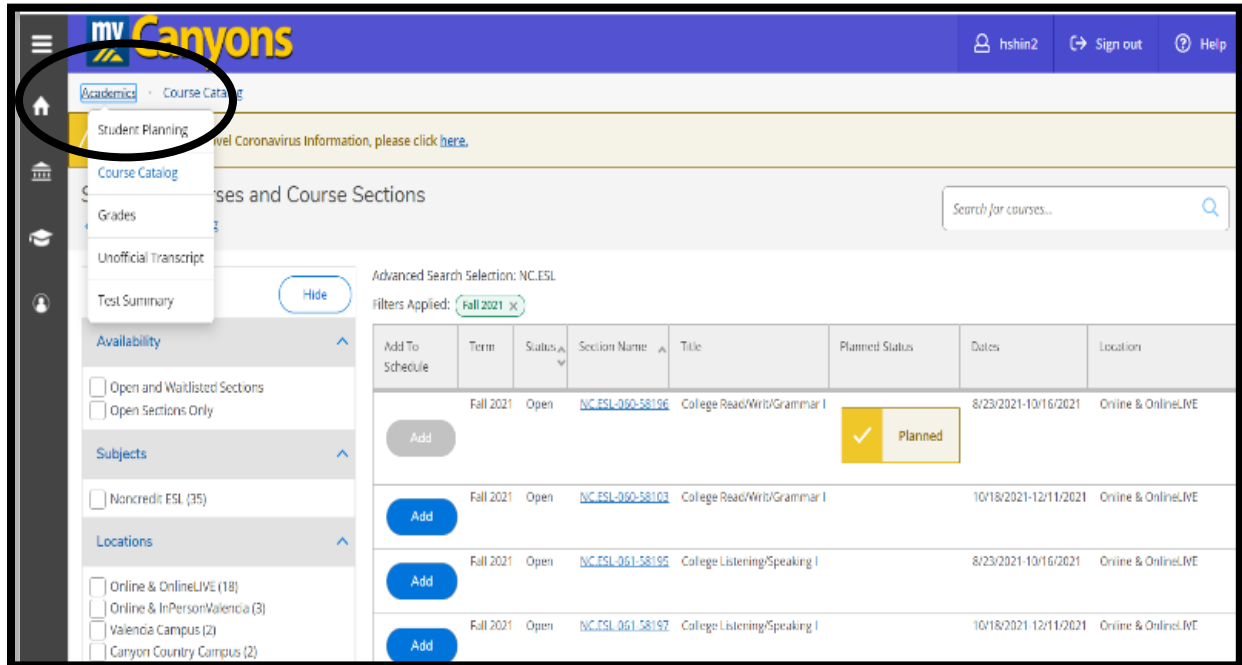 my Canyons
hshin2 Sign out Help
Academics · Course Catalog
Student Planning
Course Catalog
Grades
Unofficial Transcript
Test Summary
vel Coronavirus Information, please click here.
S ses and Course Sections
Search for courses...
Hide
Advanced Search Selection: NC.ESL
Filters Applied: Fall 2021 ×
Availability
Open and Waitlisted Sections
Open Sections Only
Subjects
Noncredit ESL (35)
Locations
Online & OnlineLIVE (18)
Online & InPersonValencia (3)
Valencia Campus (2)
Canyon Country Campus (2)
Add To Schedule Term Status Section Name Title Planned Status Dates Location
Add Fall 2021 Open NC.ESL-060-58196 College Read/Writ/Grammar I Planned 8/23/2021-10/16/2021 Online & OnlineLIVE
Add Fall 2021 Open NC.ESL-060-58103 College Read/Writ/Grammar I 10/18/2021-12/11/2021 Online & OnlineLIVE
Add Fall 2021 Open NC.ESL-061-58195 College Listening/Speaking I 8/23/2021-10/16/2021 Online & OnlineLIVE
Add Fall 2021 Open NC.ESL-061-58197 College Listening/Speaking I 10/18/2021-12/11/2021 Online & OnlineLIVE